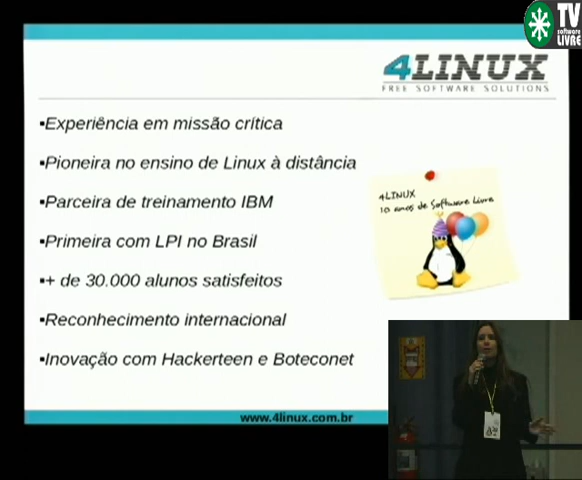 TV
software
LIVRE
4LINUX
FREE SOFTWARE SOLUTIONS
▪Experiência em missão crítica
▪Pioneira no ensino de Linux à distância
▪Parceira de treinamento IBM
▪Primeira com LPI no Brasil
▪+ de 30.000 alunos satisfeitos
▪Reconhecimento internacional
▪Inovação com Hackerteen e Boteconet
4LINUX
10 anos de Software Livre
www.4linux.com.br